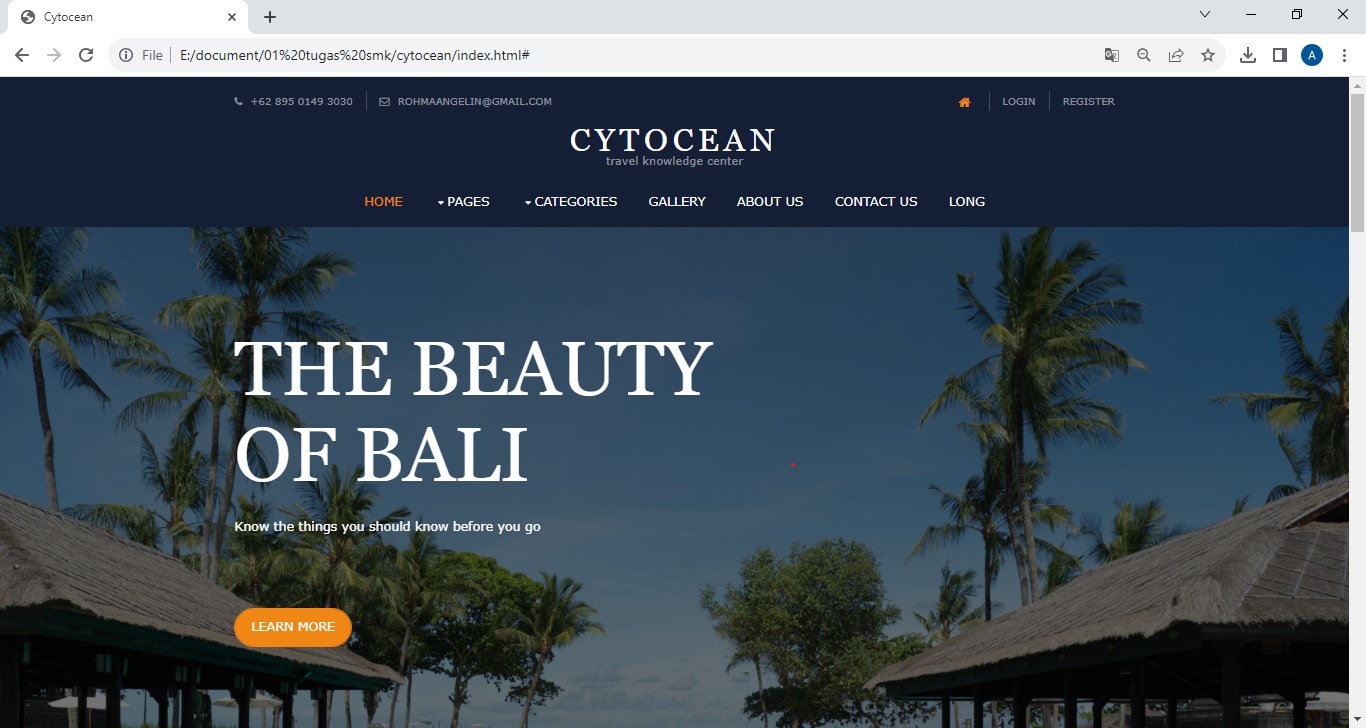 Cytocean
File E:/document/01%20tugas%20smk/cytocean/index.html#
A
+62 895 0149 3030 ROHMAANGELIN@GMAIL.COM LOGIN REGISTER
CYTOCEAN
travel knowledge center
HOME PAGES CATEGORIES GALLERY ABOUT US CONTACT US LONG
THE BEAUTY
OF BALI
Know the things you should know before you go
LEARN MORE